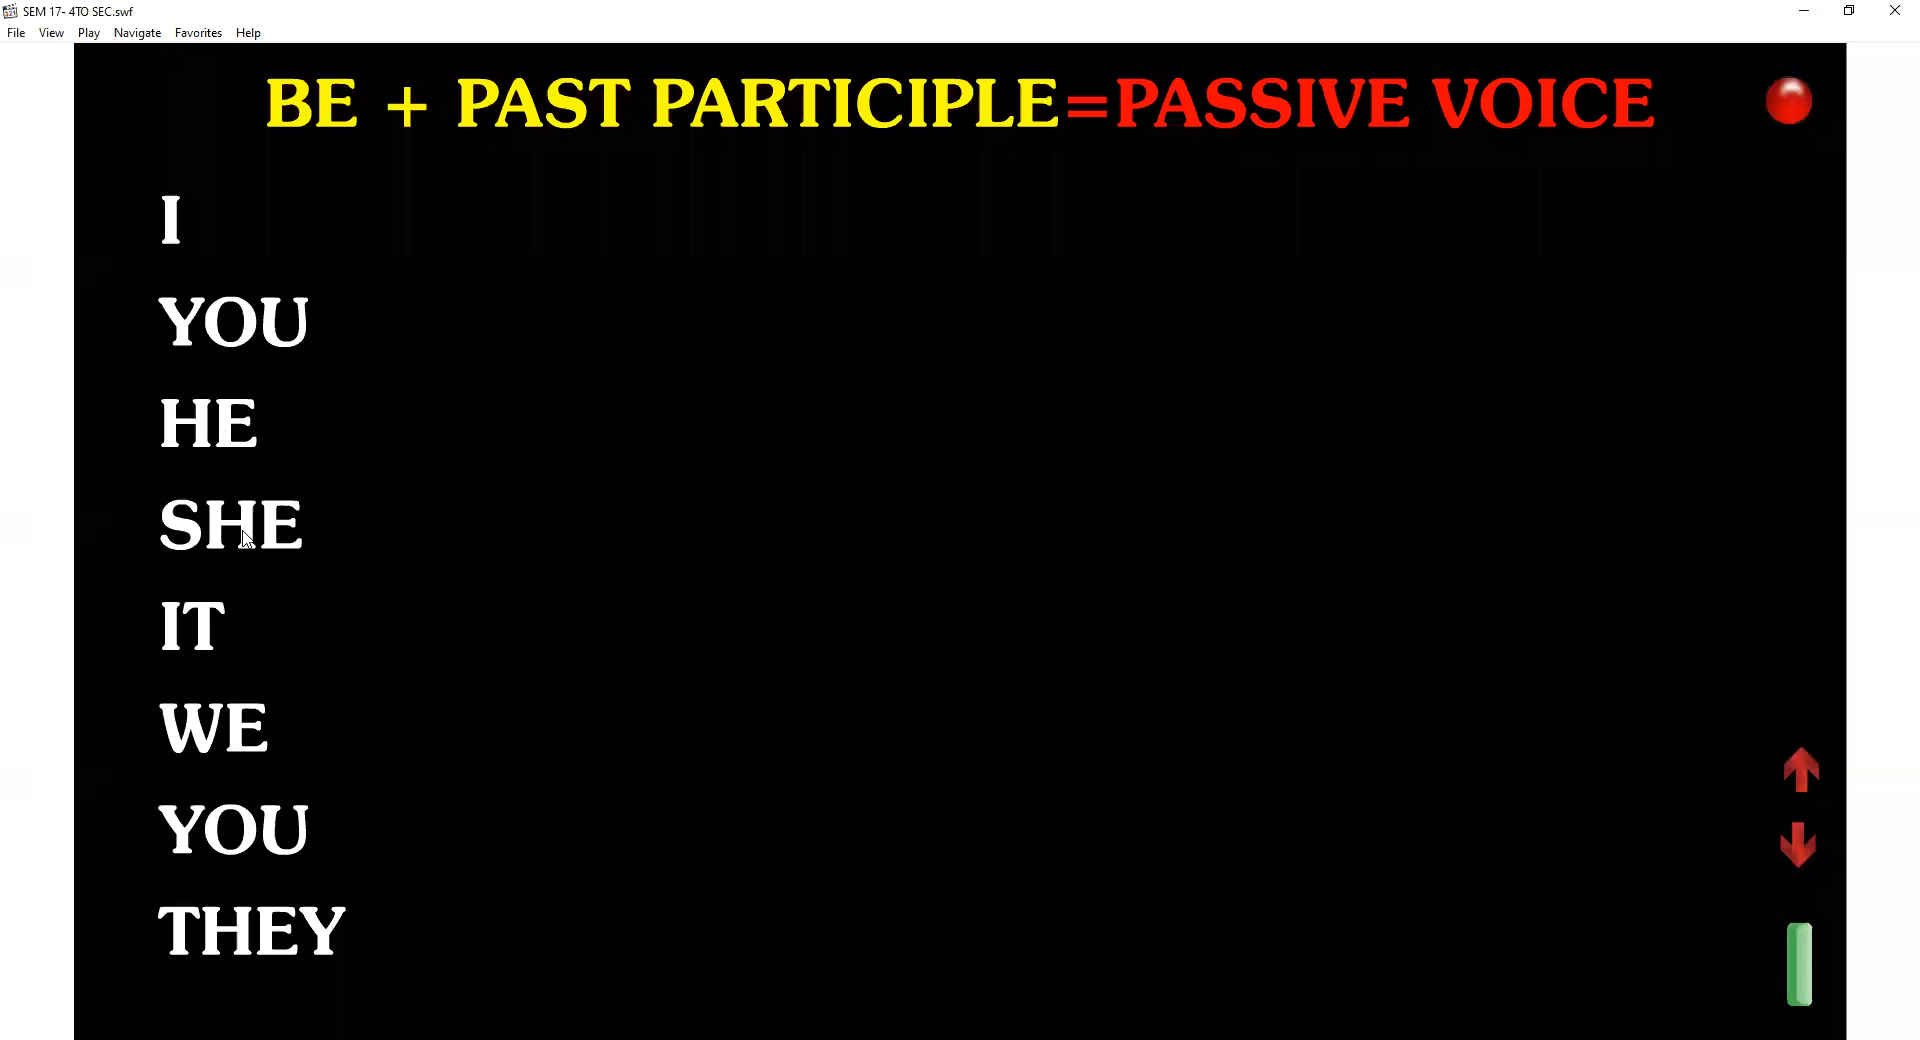 SEM 17- 4TO SEC.swf
File View Play Navigate Favorites Help
BE + PAST PARTICIPLE=PASSIVE VOICE
I
YOU
HE
SHE
IT
WE
YOU
THEY